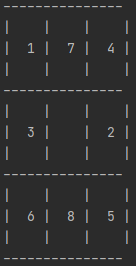 ----------------
|     |     |     |
|  1  |  7  |  4  |
|     |     |     |
----------------
|     |     |     |
|  3  |     |  2  |
|     |     |     |
----------------
|     |     |     |
|  6  |  8  |  5  |
|     |     |     |
----------------